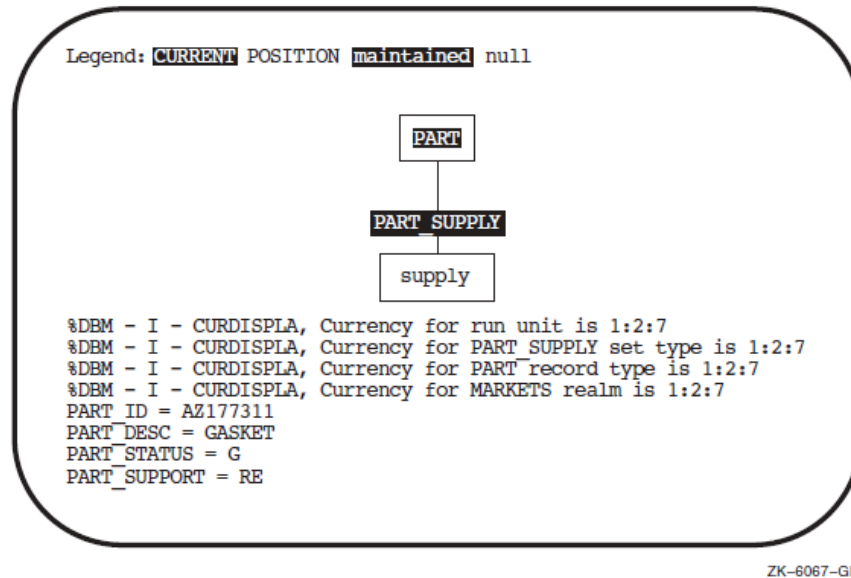 Legend: CURRENT POSITION maintained null
PART
PART_SUPPLY
supply
%DBM - I - CURDISPLA, Currency for run unit is 1:2:7
%DBM - I - CURDISPLA, Currency for PART_SUPPLY set type is 1:2:7
%DBM - I - CURDISPLA, Currency for PART record type is 1:2:7
%DBM - I - CURDISPLA, Currency for MARKETS realm is 1:2:7
PART_ID = AZ177311
PART_DESC = GASKET
PART_STATUS = G
PART_SUPPORT = RE